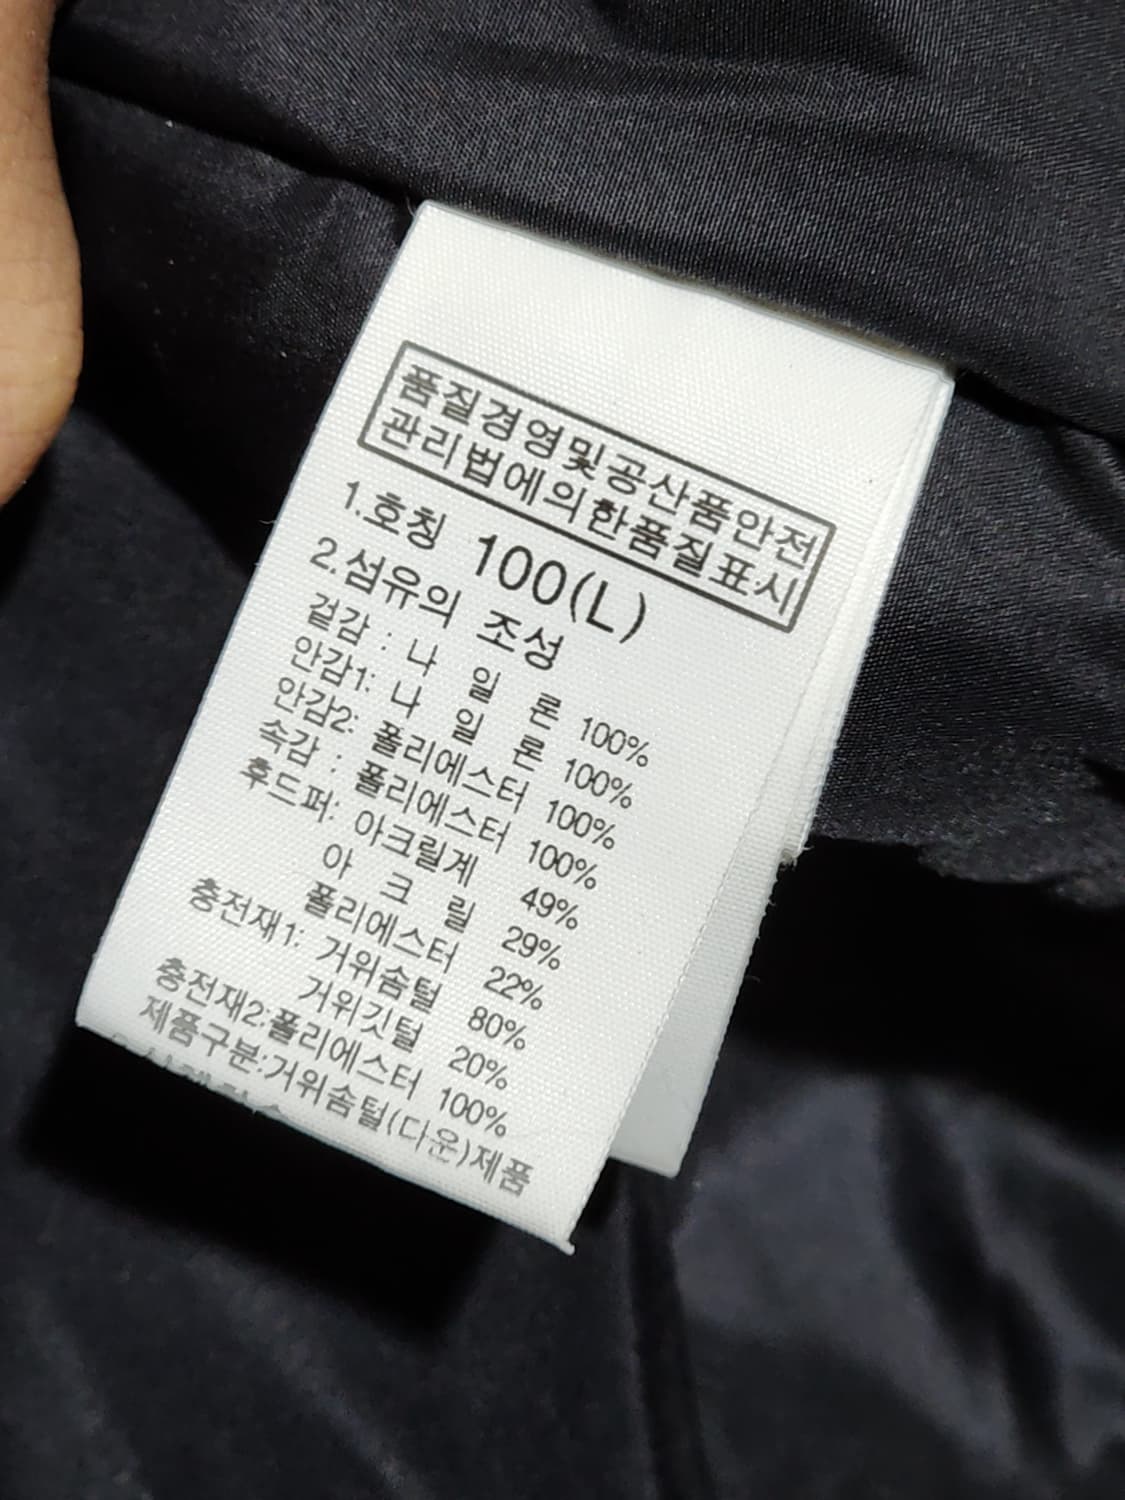 품질경영및공산품안전
관리법에의한품질표시
1.호칭 100(L)
2.섬유의 조성
겉감 : 나 일 론 100%
안감1: 나 일 론 100%
안감2: 폴리에스터 100%
속감 : 폴리에스터 100%
후드퍼: 아크릴계 49%
아 크 릴 29%
폴리에스터 22%
충전재1: 거위솜털 80%
거위깃털 20%
충전재2:폴리에스터 100%
제품구분:거위솜털(다운)제품